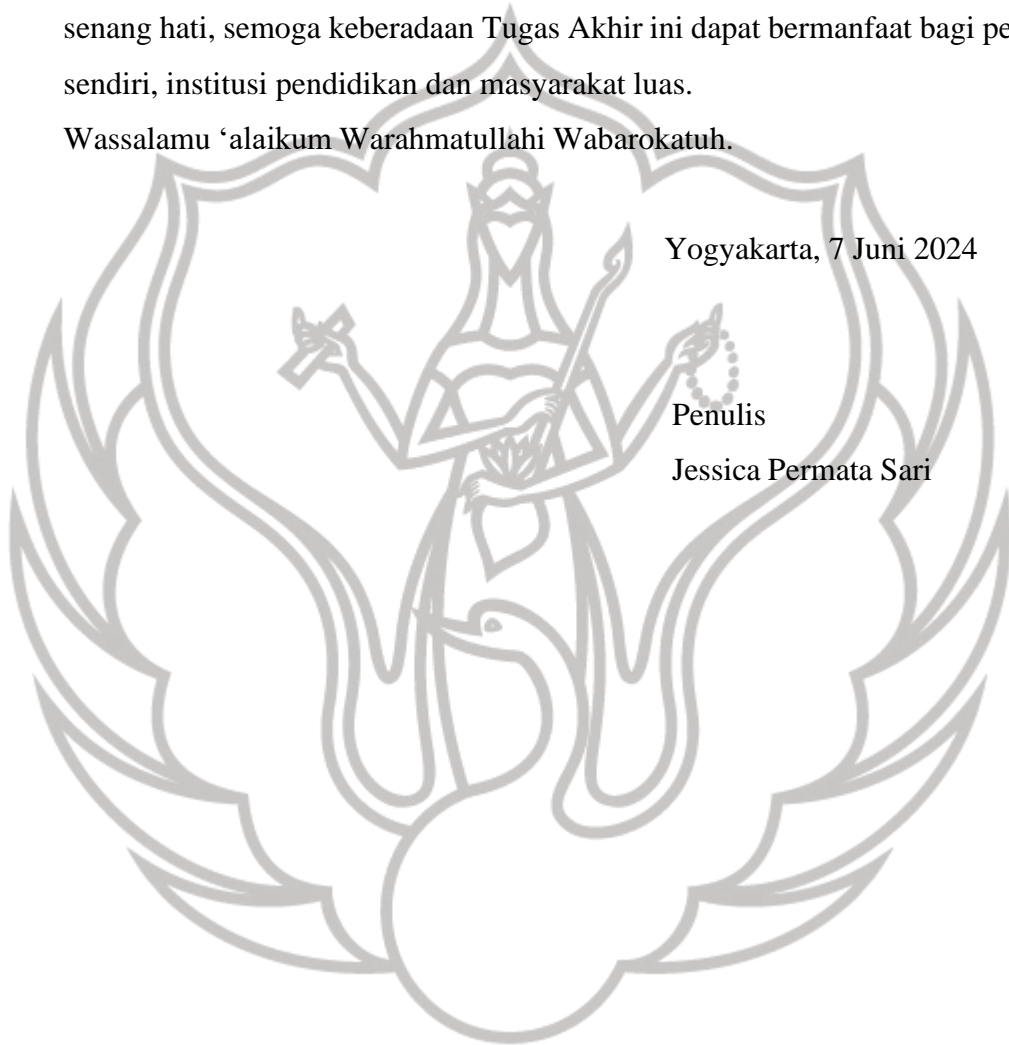 senang hati, semoga keberadaan Tugas Akhir ini dapat bermanfaat bagi
sendiri, institusi pendidikan dan masyarakat luas.
Wassalamu ‘alaikum Warahmatullahi Wabarokatuh.
Yogyakarta, 7 Juni 2024
Penulis
Jessica Permata Sari